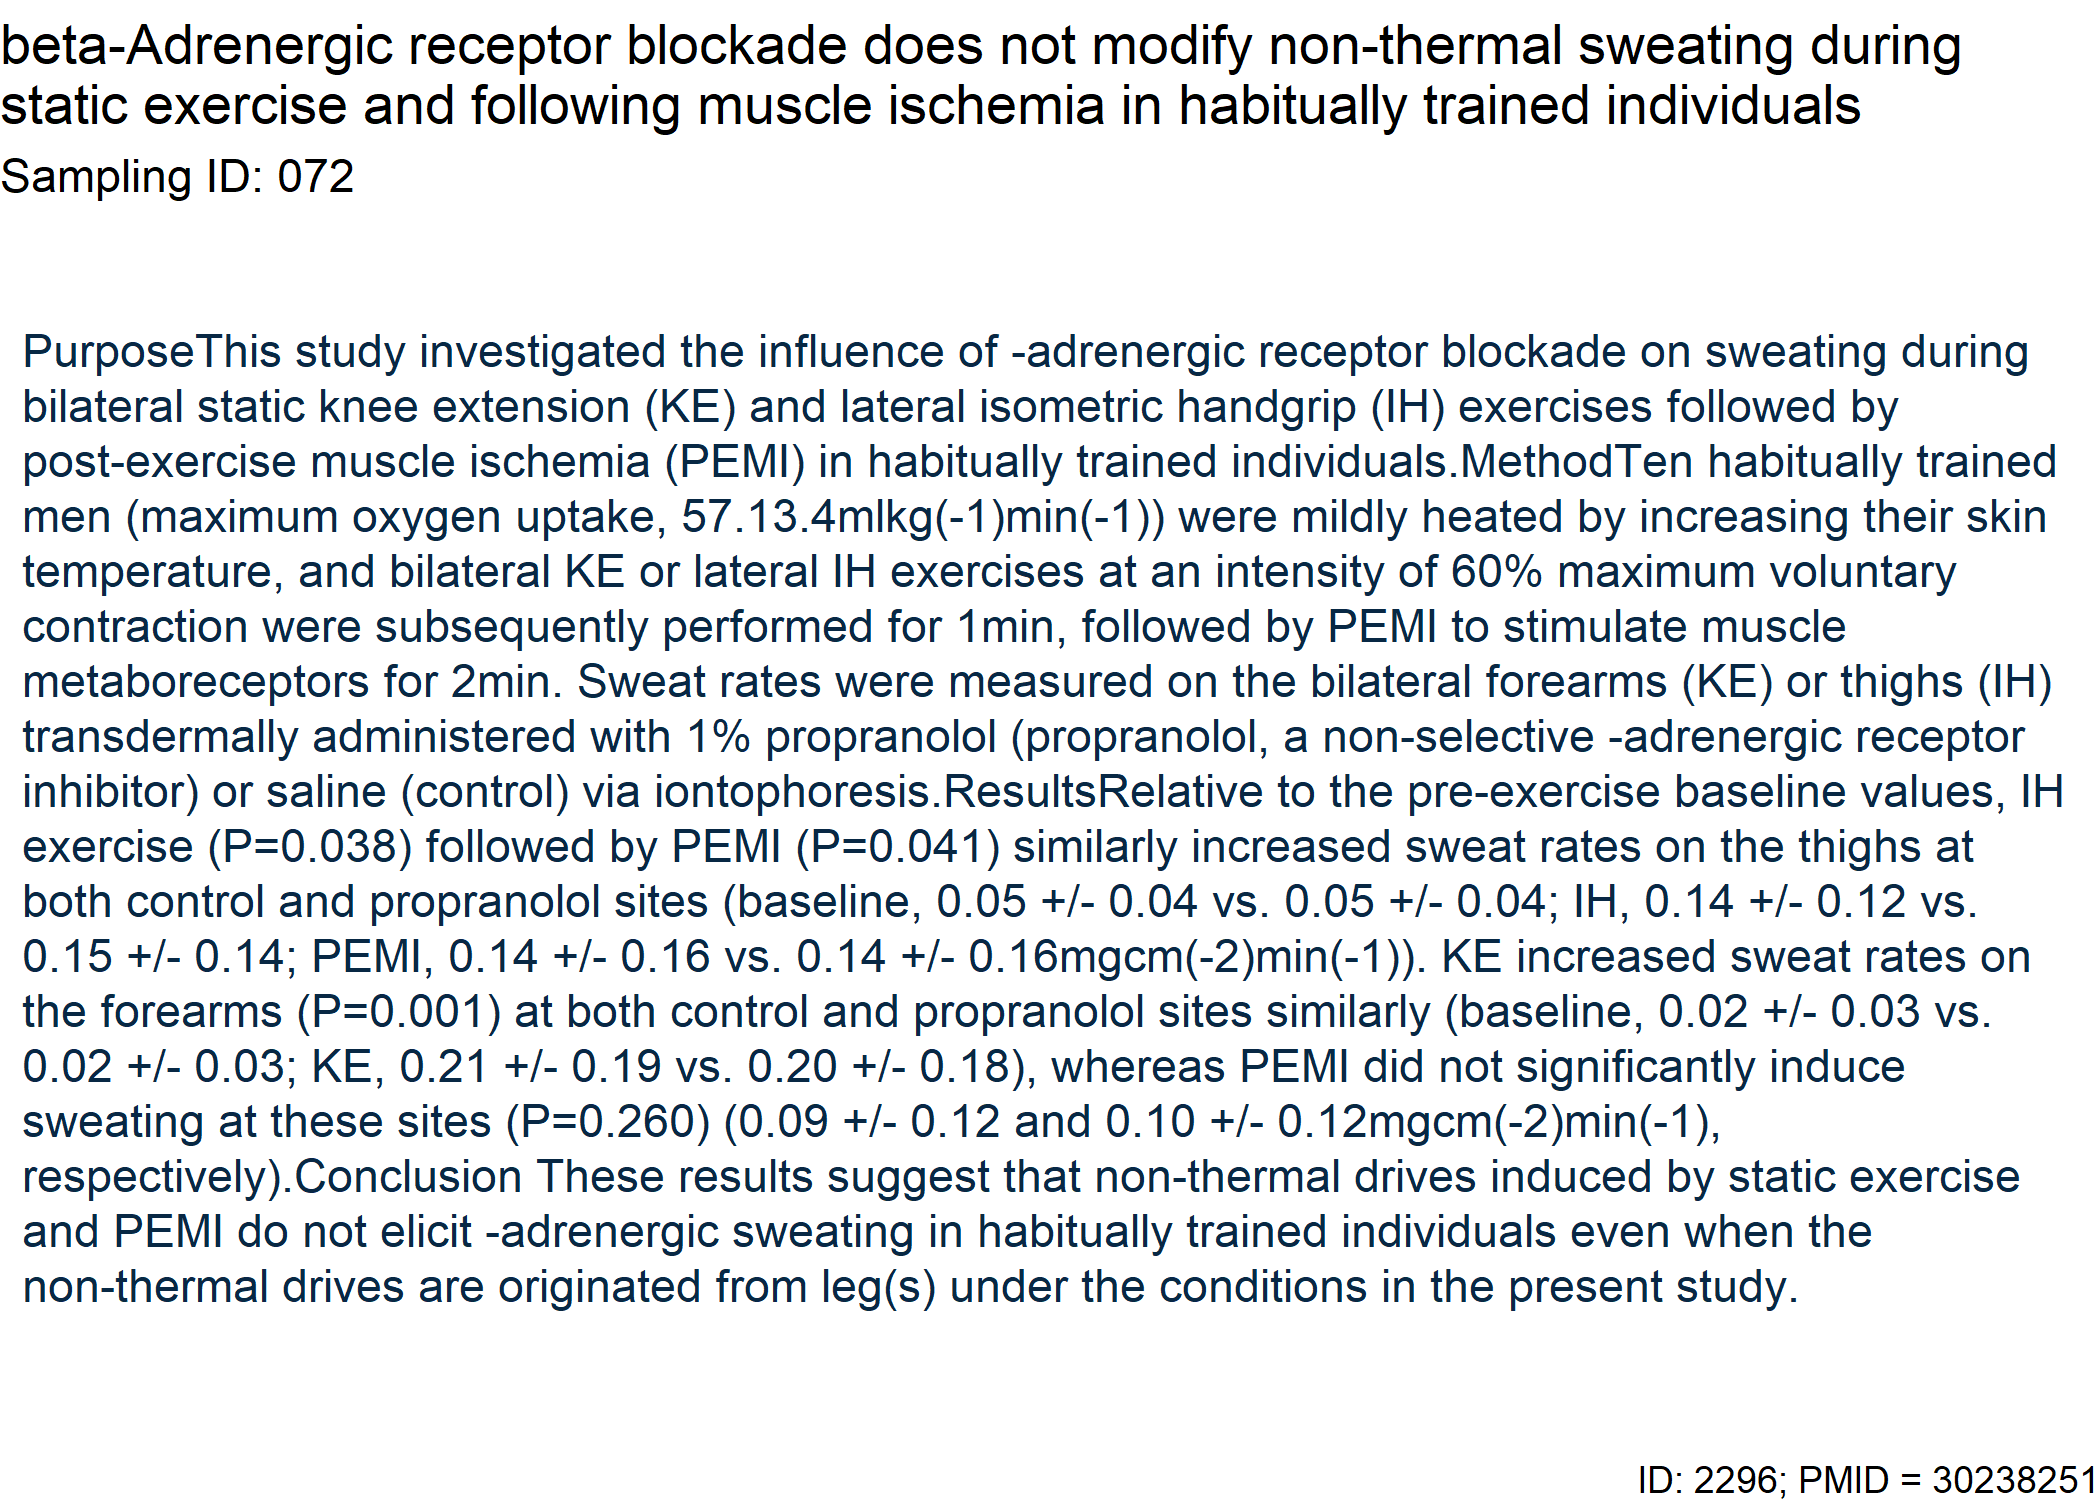 beta-Adrenergic receptor blockade does not modify non-thermal sweating during
static exercise and following muscle ischemia in habitually trained individuals
Sampling ID: 072
PurposeThis study investigated the influence of -adrenergic receptor blockade on sweating during
bilateral static knee extension (KE) and lateral isometric handgrip (IH) exercises followed by
post-exercise muscle ischemia (PEMI) in habitually trained individuals.MethodTen habitually trained
men (maximum oxygen uptake, 57.13.4mlkg(-1)min(-1)) were mildly heated by increasing their skin
temperature, and bilateral KE or lateral IH exercises at an intensity of 60% maximum voluntary
contraction were subsequently performed for 1min, followed by PEMI to stimulate muscle
metaboreceptors for 2min. Sweat rates were measured on the bilateral forearms (KE) or thighs (IH)
transdermally administered with 1% propranolol (propranolol, a non-selective -adrenergic receptor
inhibitor) or saline (control) via iontophoresis.ResultsRelative to the pre-exercise baseline values, IH
exercise (P=0.038) followed by PEMI (P=0.041) similarly increased sweat rates on the thighs at
both control and propranolol sites (baseline, 0.05 +/- 0.04 vs. 0.05 +/- 0.04; IH, 0.14 +/- 0.12 vs.
0.15 +/- 0.14; PEMI, 0.14 +/- 0.16 vs. 0.14 +/- 0.16mgcm(-2)min(-1)). KE increased sweat rates on
the forearms (P=0.001) at both control and propranolol sites similarly (baseline, 0.02 +/- 0.03 vs.
0.02 +/- 0.03; KE, 0.21 +/- 0.19 vs. 0.20 +/- 0.18), whereas PEMI did not significantly induce
sweating at these sites (P=0.260) (0.09 +/- 0.12 and 0.10 +/- 0.12mgcm(-2)min(-1),
respectively).Conclusion These results suggest that non-thermal drives induced by static exercise
and PEMI do not elicit -adrenergic sweating in habitually trained individuals even when the
non-thermal drives are originated from leg(s) under the conditions in the present study.
ID: 2296; PMID = 30238251